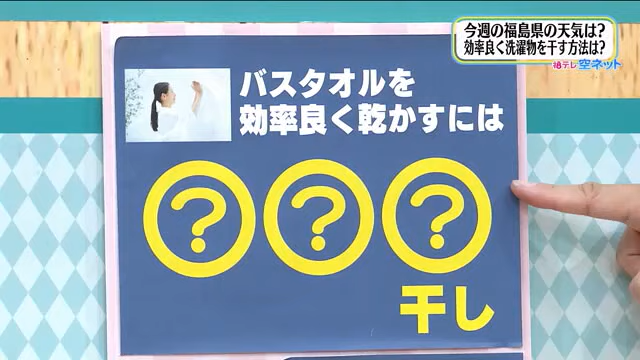 今週の福島県の天気は?
効率良く洗濯物を干す方法は?
福テレ 空ネット
バスタオルを
効率良く乾かすには
? ? ?
干し